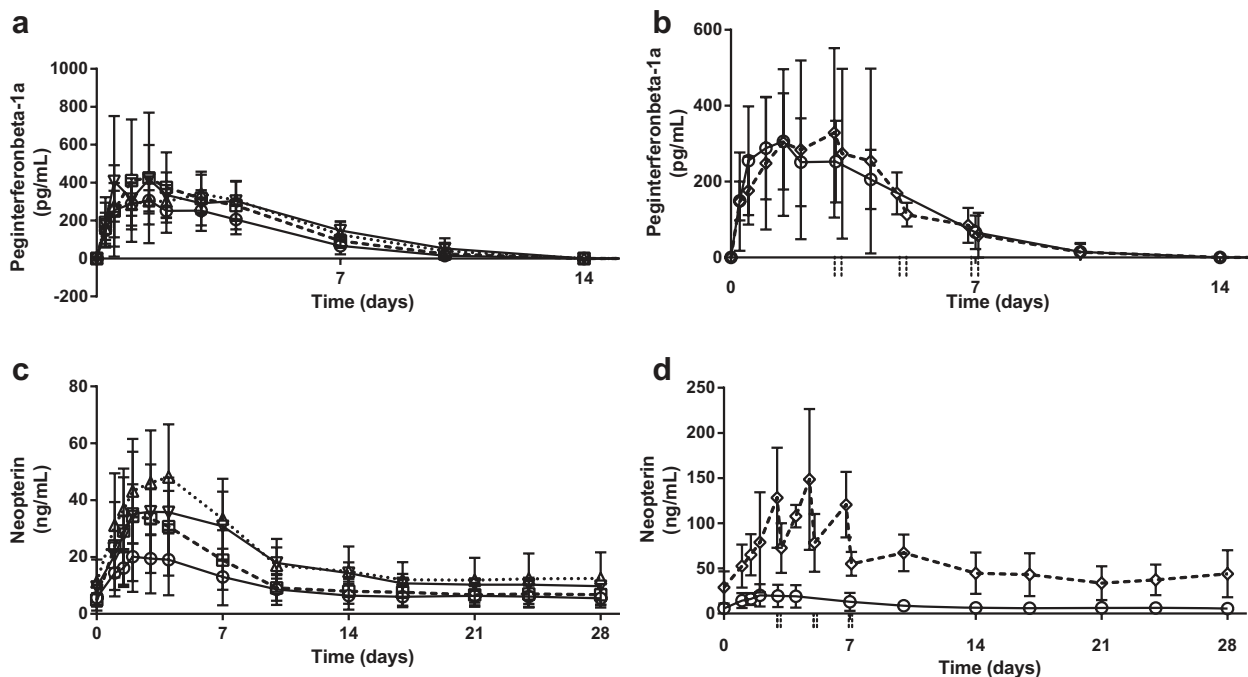 a
Peginterferonbeta-1a
(pg/mL)
1000
800
600
400
200
0
-200
7
14
Time (days)
b
Peginterferonbeta-1a
(pg/mL)
600
400
200
0
0
7
14
Time (days)
c
Neopterin
(ng/mL)
80
60
40
20
0
0
7
14
21
28
Time (days)
d
Neopterin
(ng/mL)
250
200
150
100
50
0
0
7
14
21
28
Time (days)